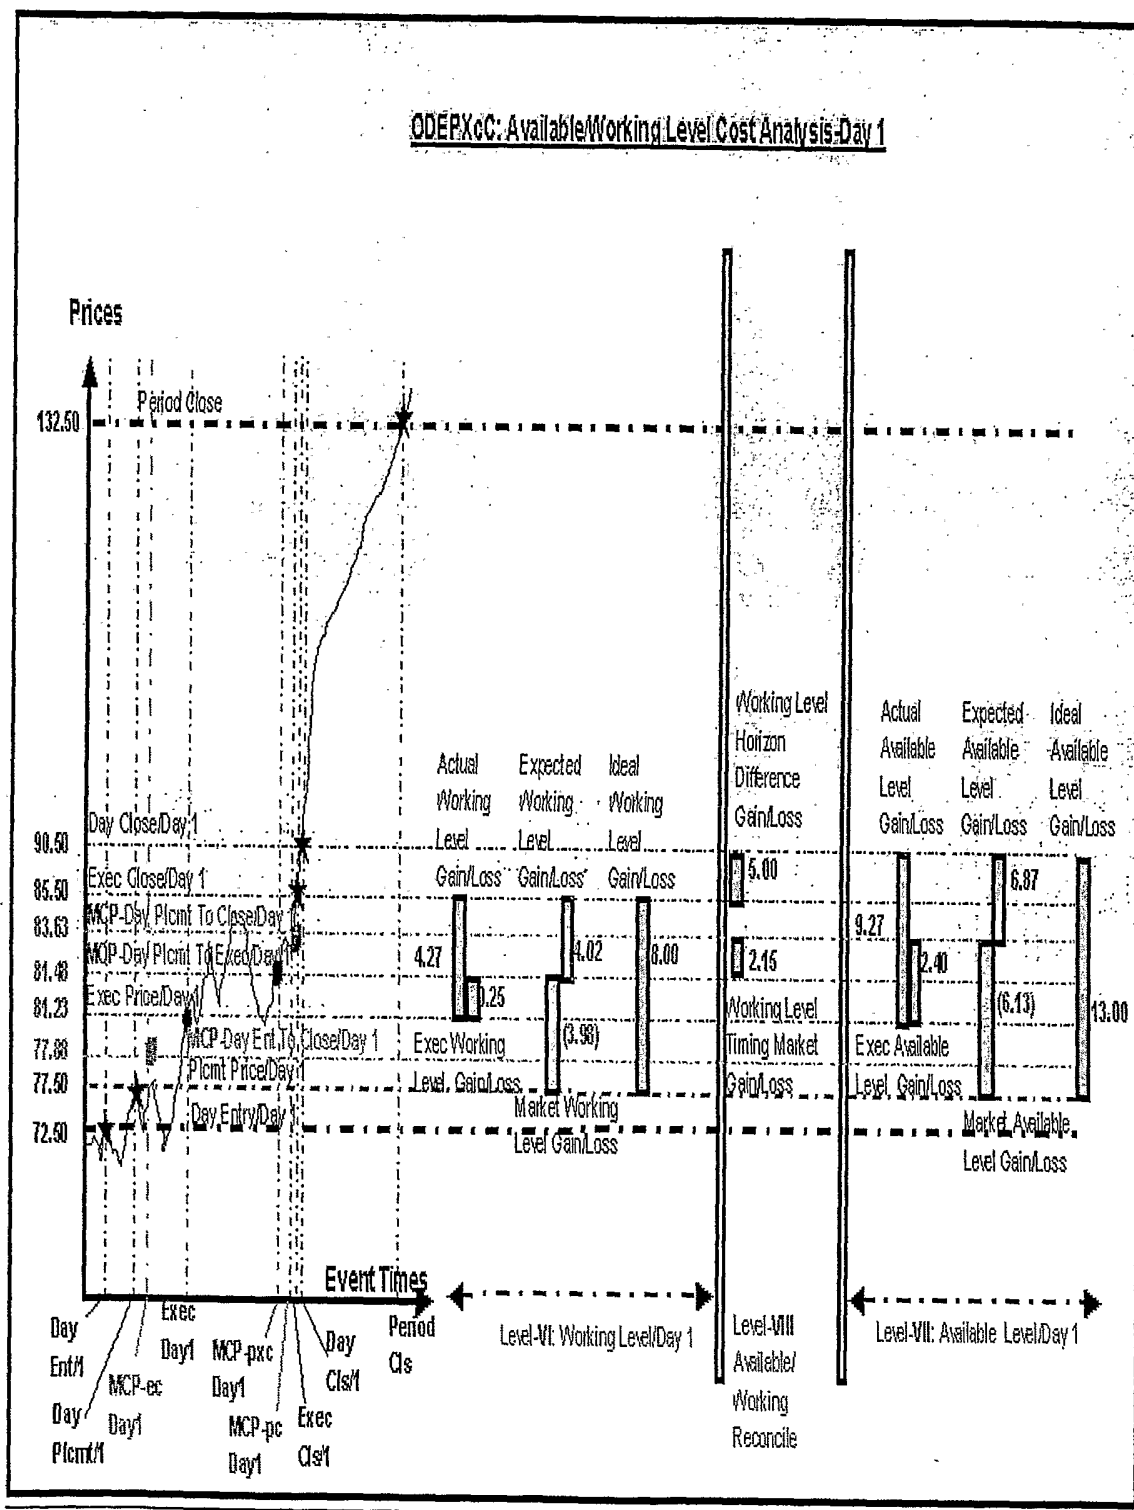 ODEPXcC: Available/Working Level Cost Analysis-Day 1
Prices
Period Close
132.50
Working Level
Horizon
Difference
Gain/Loss
Actual
Available
Level
Gain/Loss
Expected
Available
Level
Gain/Loss
Ideal
Available
Level
Gain/Loss
Actual
Working
Level
Gain/Loss
Expected
Working
Level
Gain/Loss
Ideal
Working
Level
Gain/Loss
Day Close/Day 1
90.50
Exec Close/Day 1
85.50
MCP-Day Plcmt To Close/Day 1
83.63
MCP-Day Plcmt To Exec/Day 1
81.48
Exec Price/Day 1
81.23
MCP-Day Ent To Close/Day 1
77.88
Plcmt Price/Day 1
77.50
Day Entry/Day 1
72.50
4.27
0.25
4.02
(3.98)
8.00
Exec Working
Level Gain/Loss
Market Working
Level Gain/Loss
5.00
2.15
Working Level
Timing Market
Gain/Loss
9.27
2.40
6.87
(6.13)
13.00
Exec Available
Level Gain/Loss
Market Available
Level Gain/Loss
Event Times
Day
Ent/1
Day
Plcmt/1
MCP-ec
Day1
Exec
Day1
MCP-pxc
Day1
MCP-pc
Day1
Exec
Cls/1
Day
Cls/1
Period
Cls
Level-VI: Working Level/Day 1
Level-VIII
Available/
Working
Reconcile
Level-VII: Available Level/Day 1